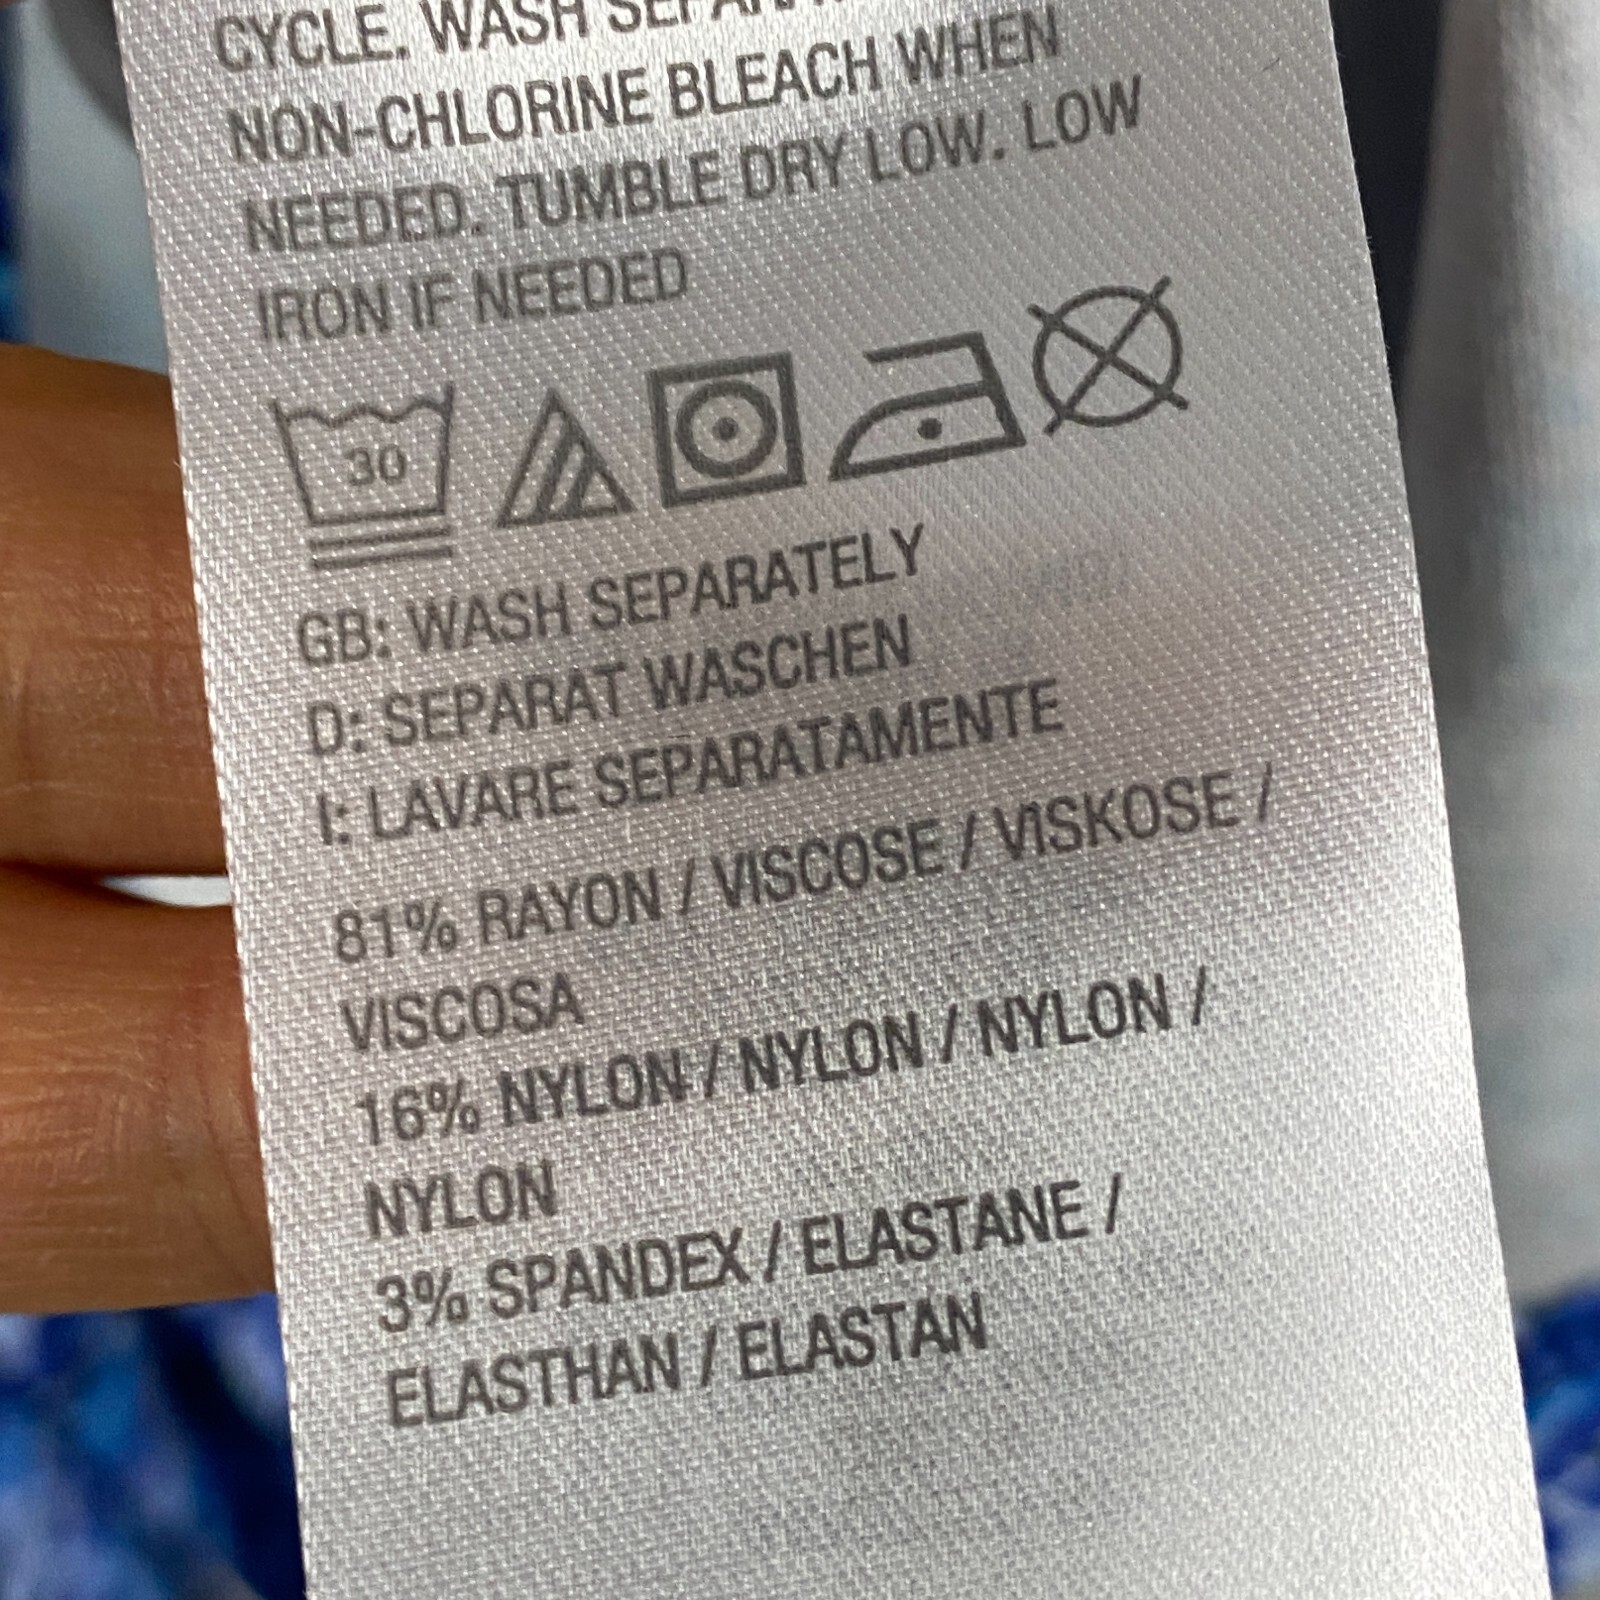 CYCLE. WASH
NON-CHLORINE BLEACH WHEN
NEEDED. TUMBLE DRY LOW. LOW
IRON IF NEEDED
30
GB: WASH SEPARATELY
D: SEPARAT WASCHEN
I: LAVARE SEPARATAMENTE
81% RAYON / VISCOSE / VISKOSE /
VISCOSA
16% NYLON / NYLON / NYLON /
NYLON
3% SPANDEX / ELASTANE /
ELASTHAN / ELASTAN